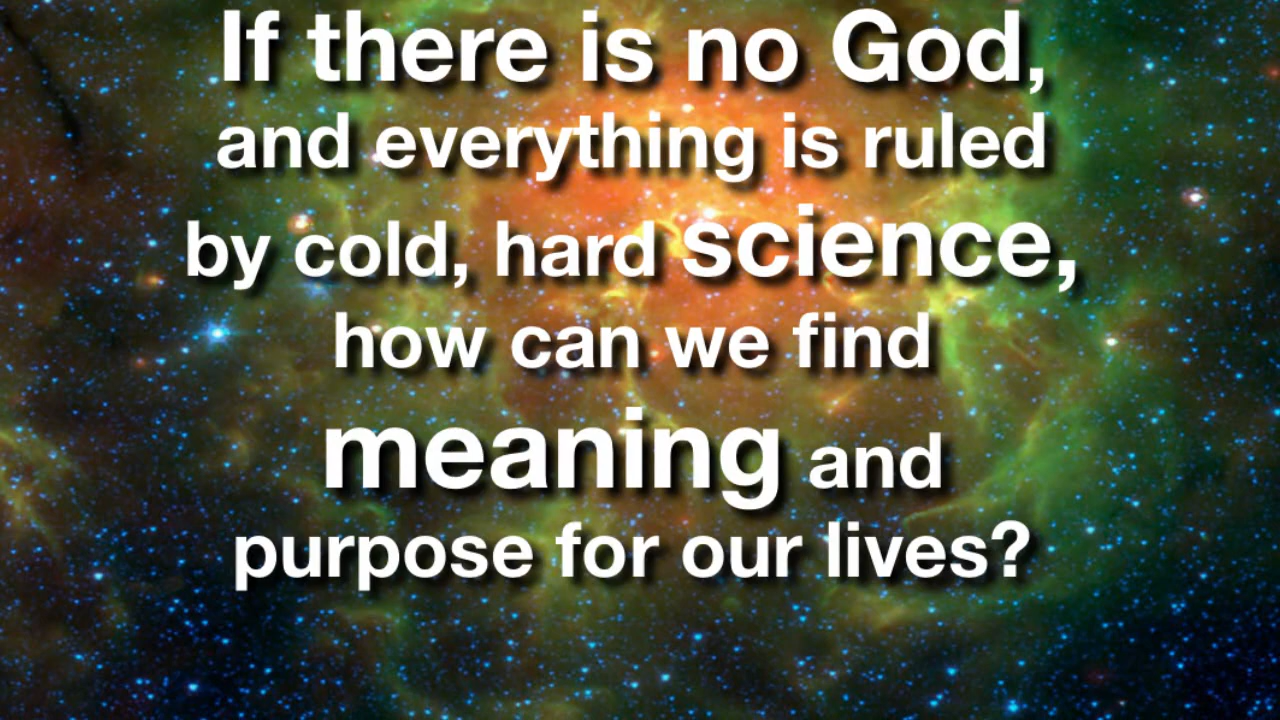 If there is no God,
and everything is ruled
by cold, hard science,
how can we find
meaning and
purpose for our lives?